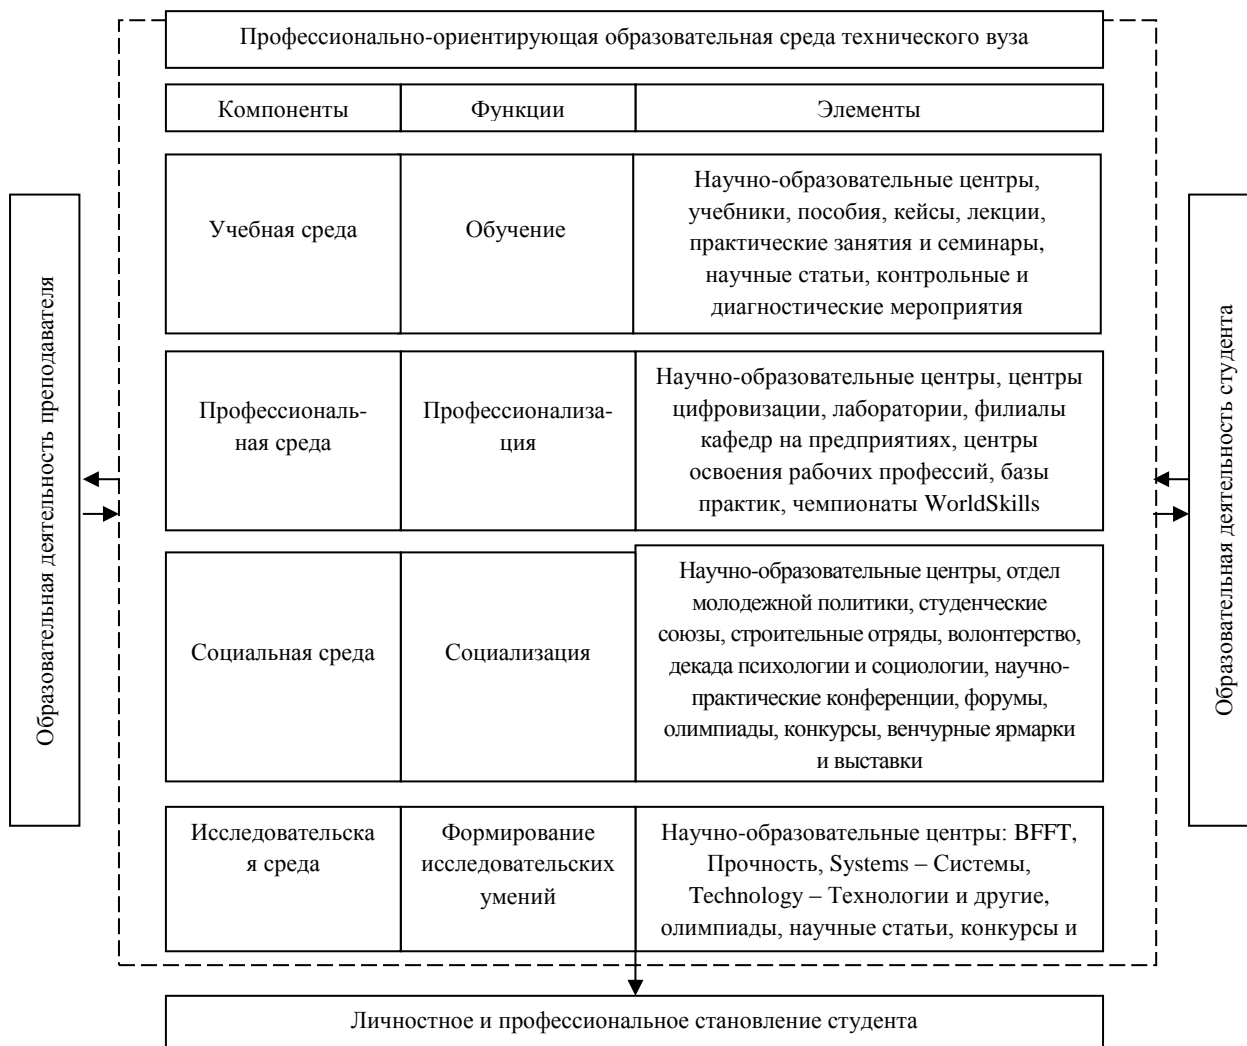 Профессионально-ориентирующая образовательная среда технического вуза
Компоненты
Функции
Элементы
Образовательная деятельность преподавателя
Учебная среда
Обучение
Научно-образовательные центры,
учебники, пособия, кейсы, лекции,
практические занятия и семинары,
научные статьи, контрольные и
диагностические мероприятия
Профессиональ-
ная среда
Профессионализа-
ция
Научно-образовательные центры, центры
цифровизации, лаборатории, филиалы
кафедр на предприятиях, центры
освоения рабочих профессий, базы
практик, чемпионаты WorldSkills
Социальная среда
Социализация
Научно-образовательные центры, отдел
молодежной политики, студенческие
союзы, строительные отряды, волонтерство,
декада психологии и социологии, научно-
практические конференции, форумы,
олимпиады, конкурсы, венчурные ярмарки
и выставки
Исследовательска
я среда
Формирование
исследовательских
умений
Научно-образовательные центры: BFFT,
Прочность, Systems – Системы,
Technology – Технологии и другие,
олимпиады, научные статьи, конкурсы и
Образовательная деятельность студента
Личностное и профессиональное становление студента